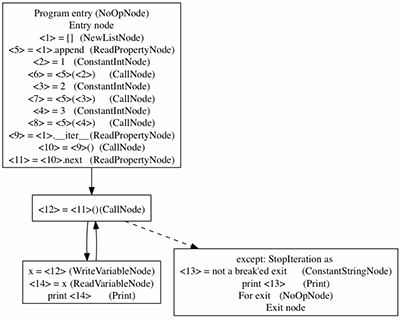 Program entry (NoOpNode)
Entry node
<1> = [] (NewListNode)
<5> = <1>.append (ReadPropertyNode)
<2> = 1 (ConstantIntNode)
<6> = <5>(<2>) (CallNode)
<3> = 2 (ConstantIntNode)
<7> = <5>(<3>) (CallNode)
<4> = 3 (ConstantIntNode)
<8> = <5>(<4>) (CallNode)
<9> = <1>.__iter__ (ReadPropertyNode)
<10> = <9>() (CallNode)
<11> = <10>.next (ReadPropertyNode)
<12> = <11>()(CallNode)
x = <12> (WriteVariableNode)
<14> = x (ReadVariableNode)
print <14> (Print)
except: StopIteration as
<13> = not a break'ed exit (ConstantStringNode)
print <13> (Print)
For exit (NoOpNode)
Exit node